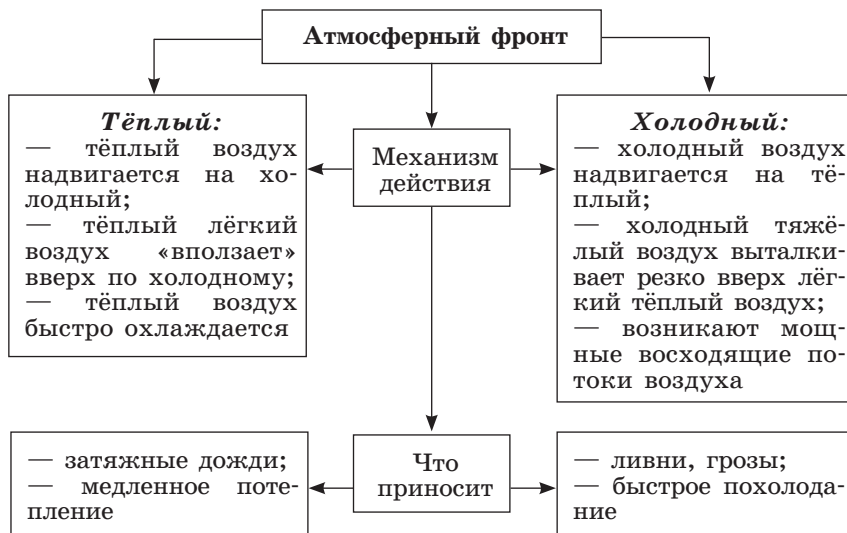 Атмосферный фронт
Тёплый:
— тёплый воздух
надвигается на хо-
лодный;
— тёплый лёгкий
воздух «вползает»
вверх по холодному;
— тёплый воздух
быстро охлаждается
Механизм
действия
Холодный:
— холодный воздух
надвигается на тё-
плый;
— холодный тяжё-
лый воздух выталки-
вает резко вверх лёг-
кий тёплый воздух;
— возникают мощ-
ные восходящие по-
токи воздуха
— затяжные дожди;
— медленное поте-
пление
Что
приносит
— ливни, грозы;
— быстрое похолода-
ние